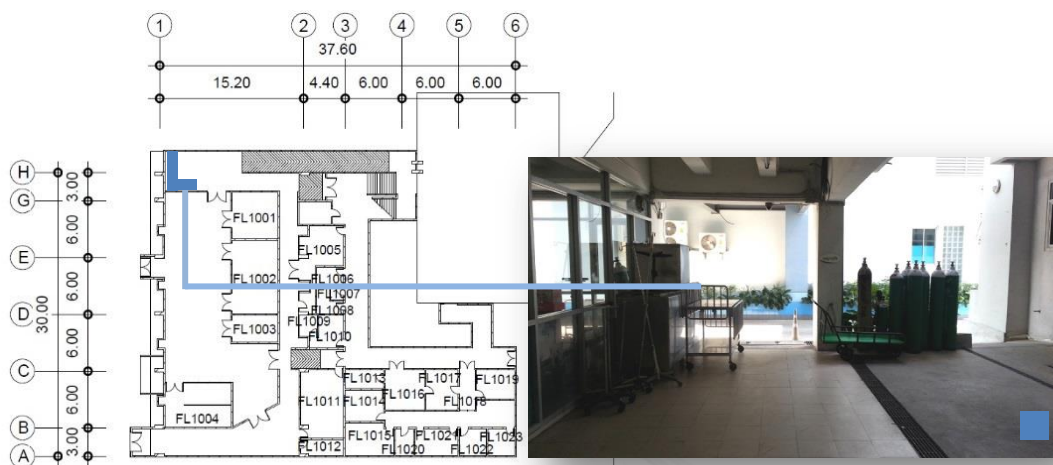 1 2 3 4 5 6
37.60
15.20 4.40 6.00 6.00 6.00
H
3.00
G
FL1001
6.00
FL1005
E
6.00
FL1002
FL1006
FL1007
FL1008
30.00
D
FL1009
FL1003
FL1010
6.00
C
FL1013
FL1017
FL1019
6.00
FL1011
FL1014
FL1016
FL1018
FL1004
B
FL1015
FL1021
FL1023
3.00
FL1012
FL1020
FL1022
A